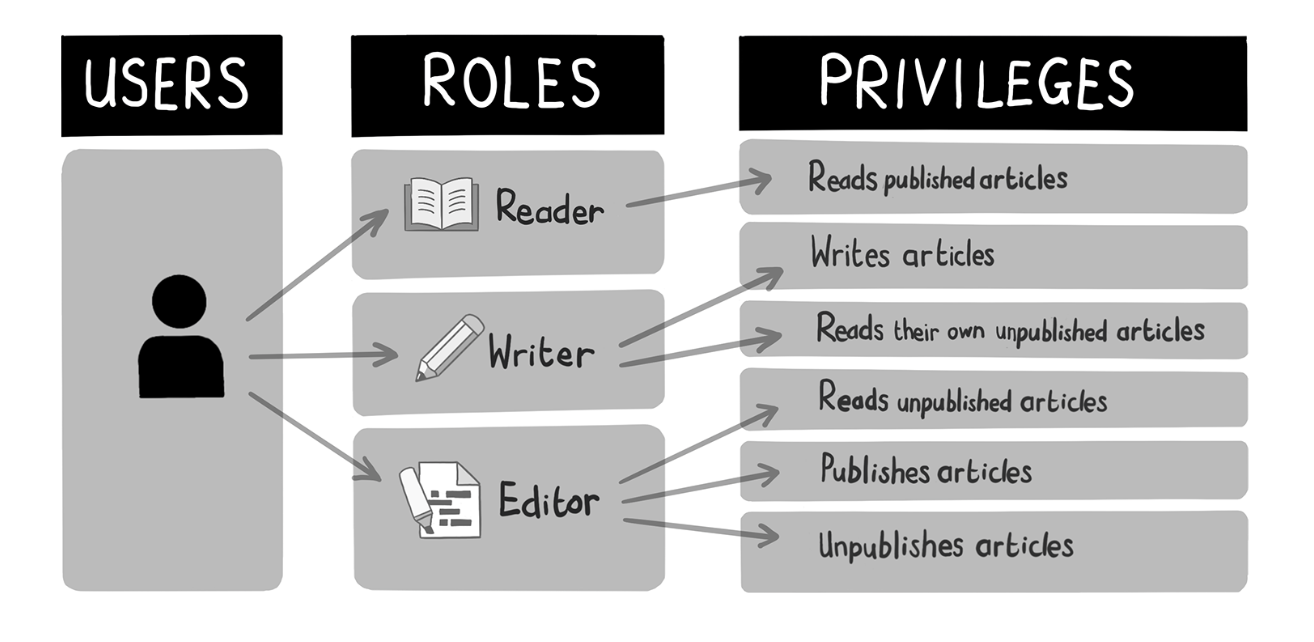 USERS
ROLES
PRIVILEGES
Reader
Writer
Editor
Reads published articles
Writes articles
Reads their own unpublished articles
Reads unpublished articles
Publishes articles
Unpublishes articles